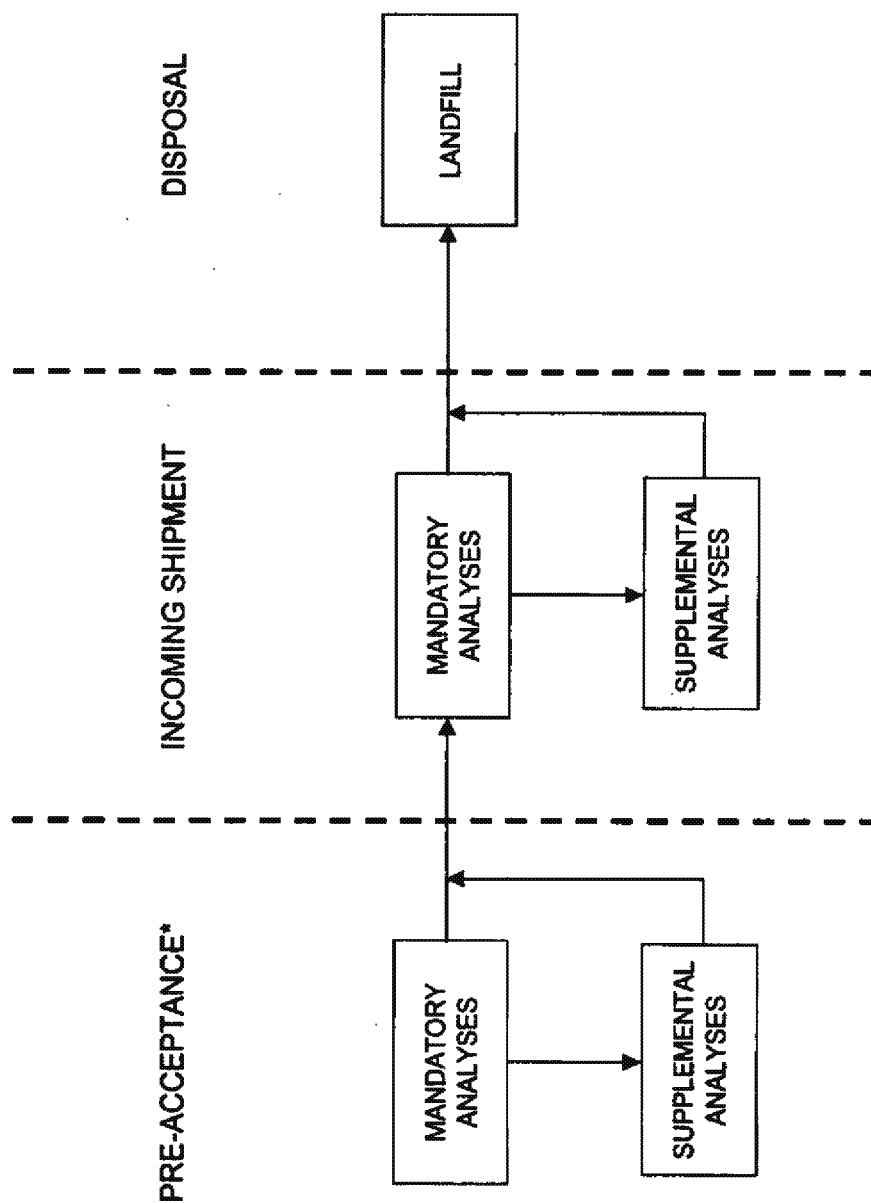 PRE-ACCEPTANCE*
INCOMING SHIPMENT
DISPOSAL
MANDATORY
ANALYSES
MANDATORY
ANALYSES
LANDFILL
SUPPLEMENTAL
ANALYSES
SUPPLEMENTAL
ANALYSES